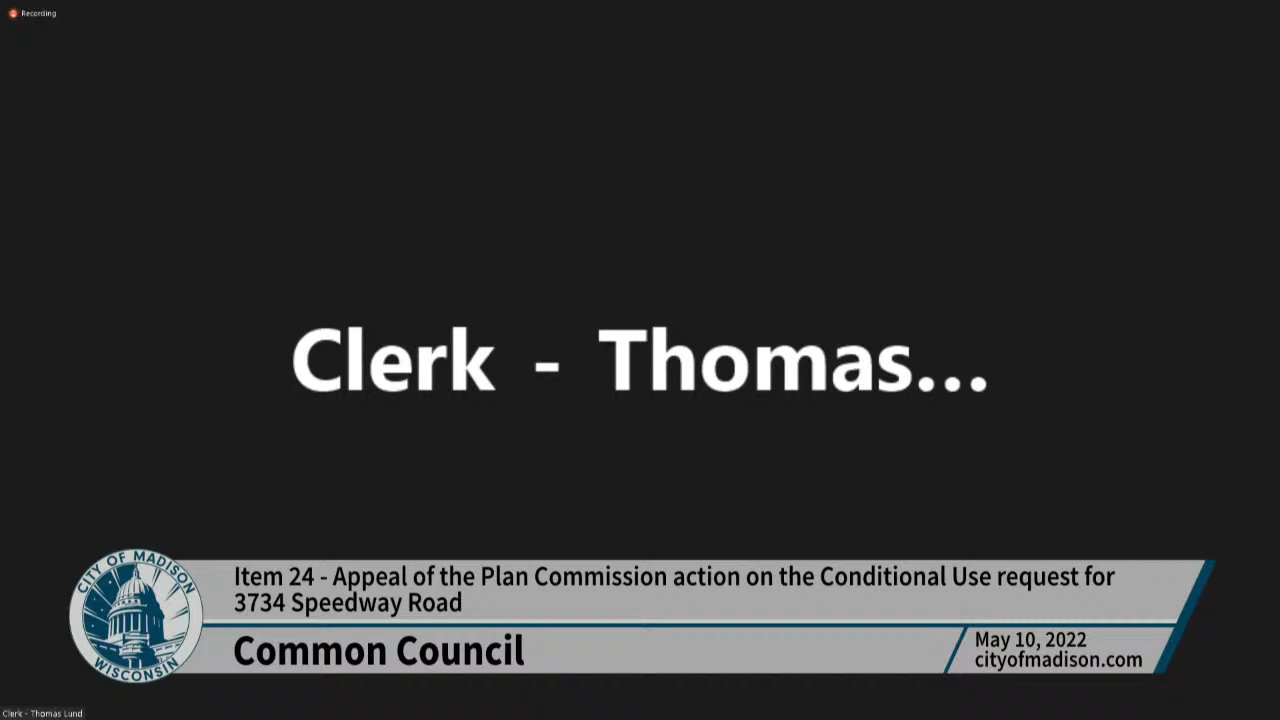 Recording
Clerk - Thomas...
CITY OF MADISON
WISCONSIN
Item 24 - Appeal of the Plan Commission action on the Conditional Use request for
3734 Speedway Road
Common Council
May 10, 2022
cityofmadison.com
Clerk - Thomas Lund